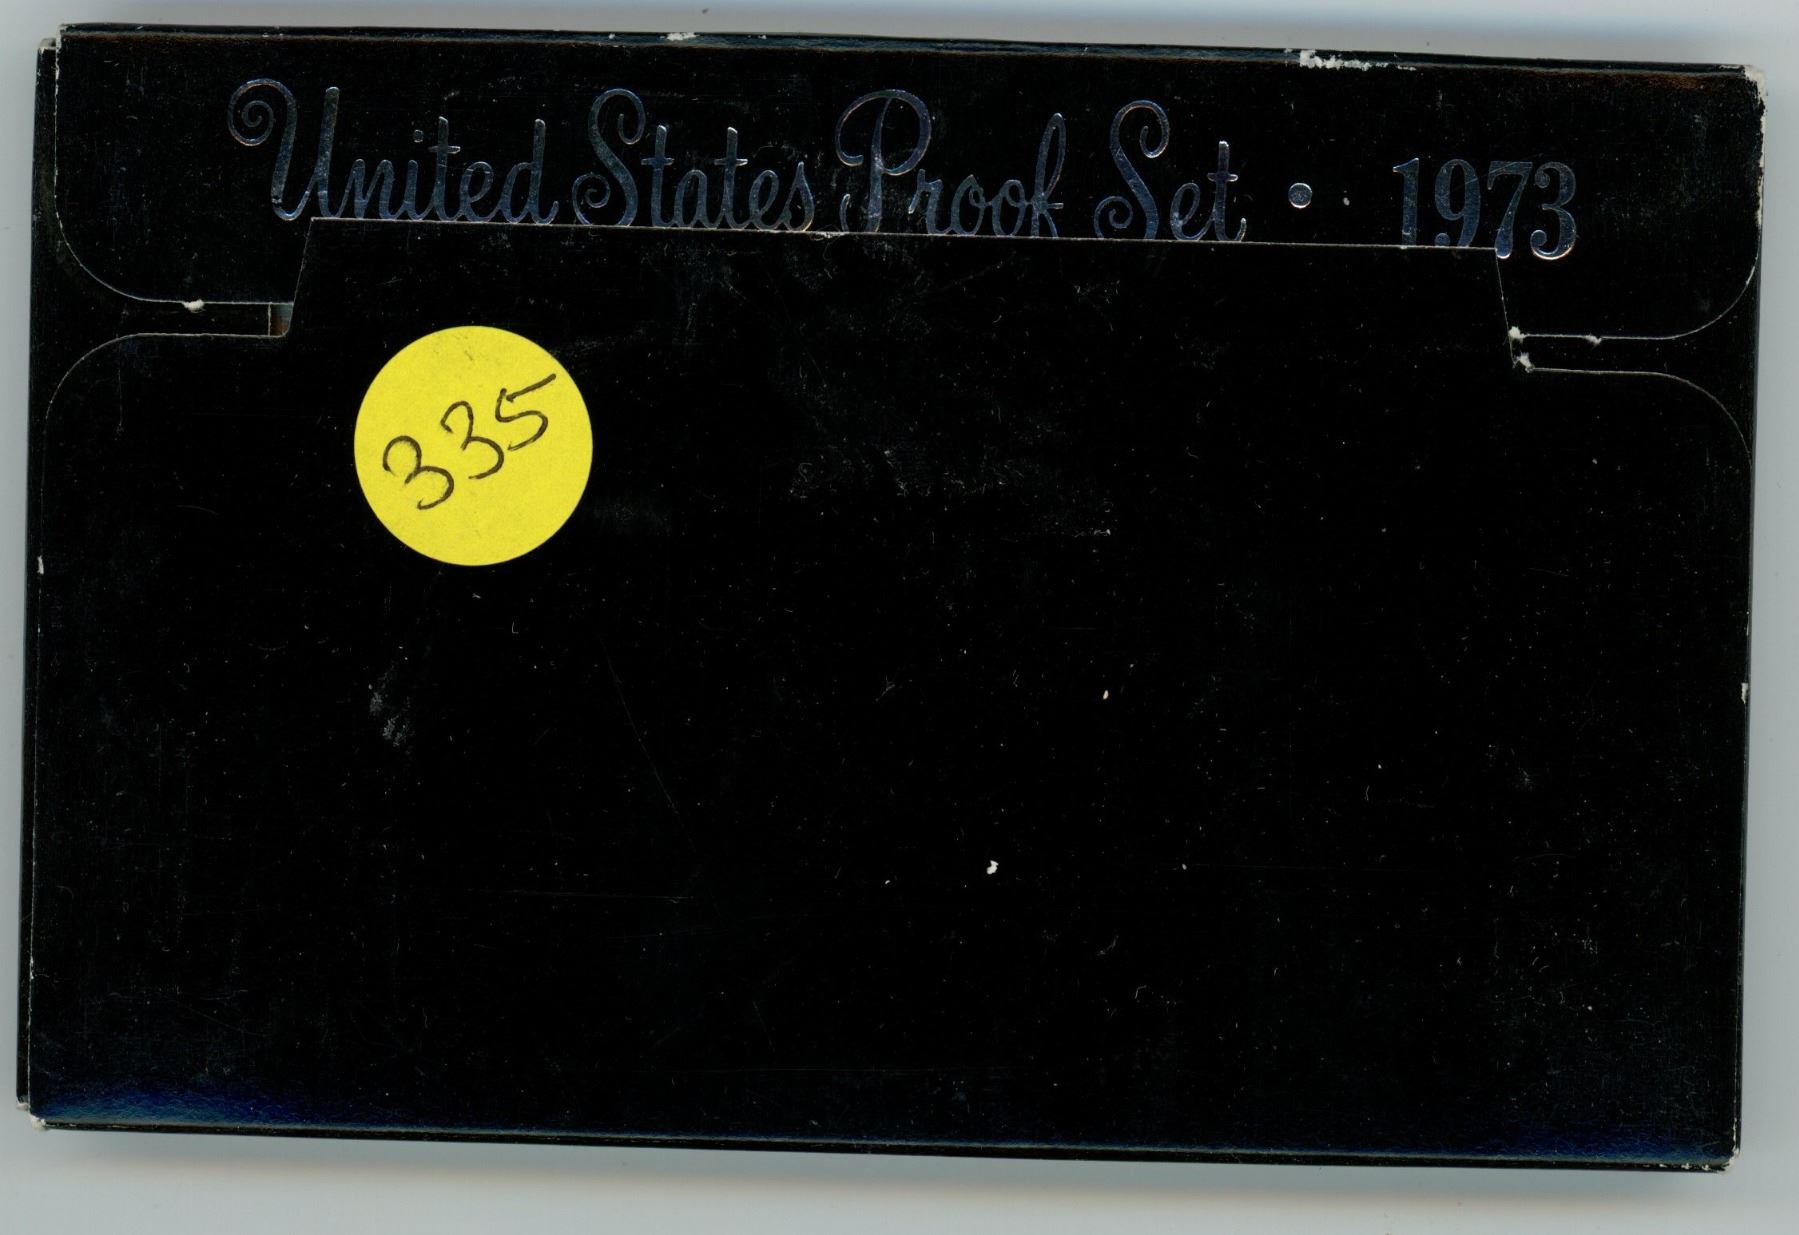 United States Proof Set • 1973
335